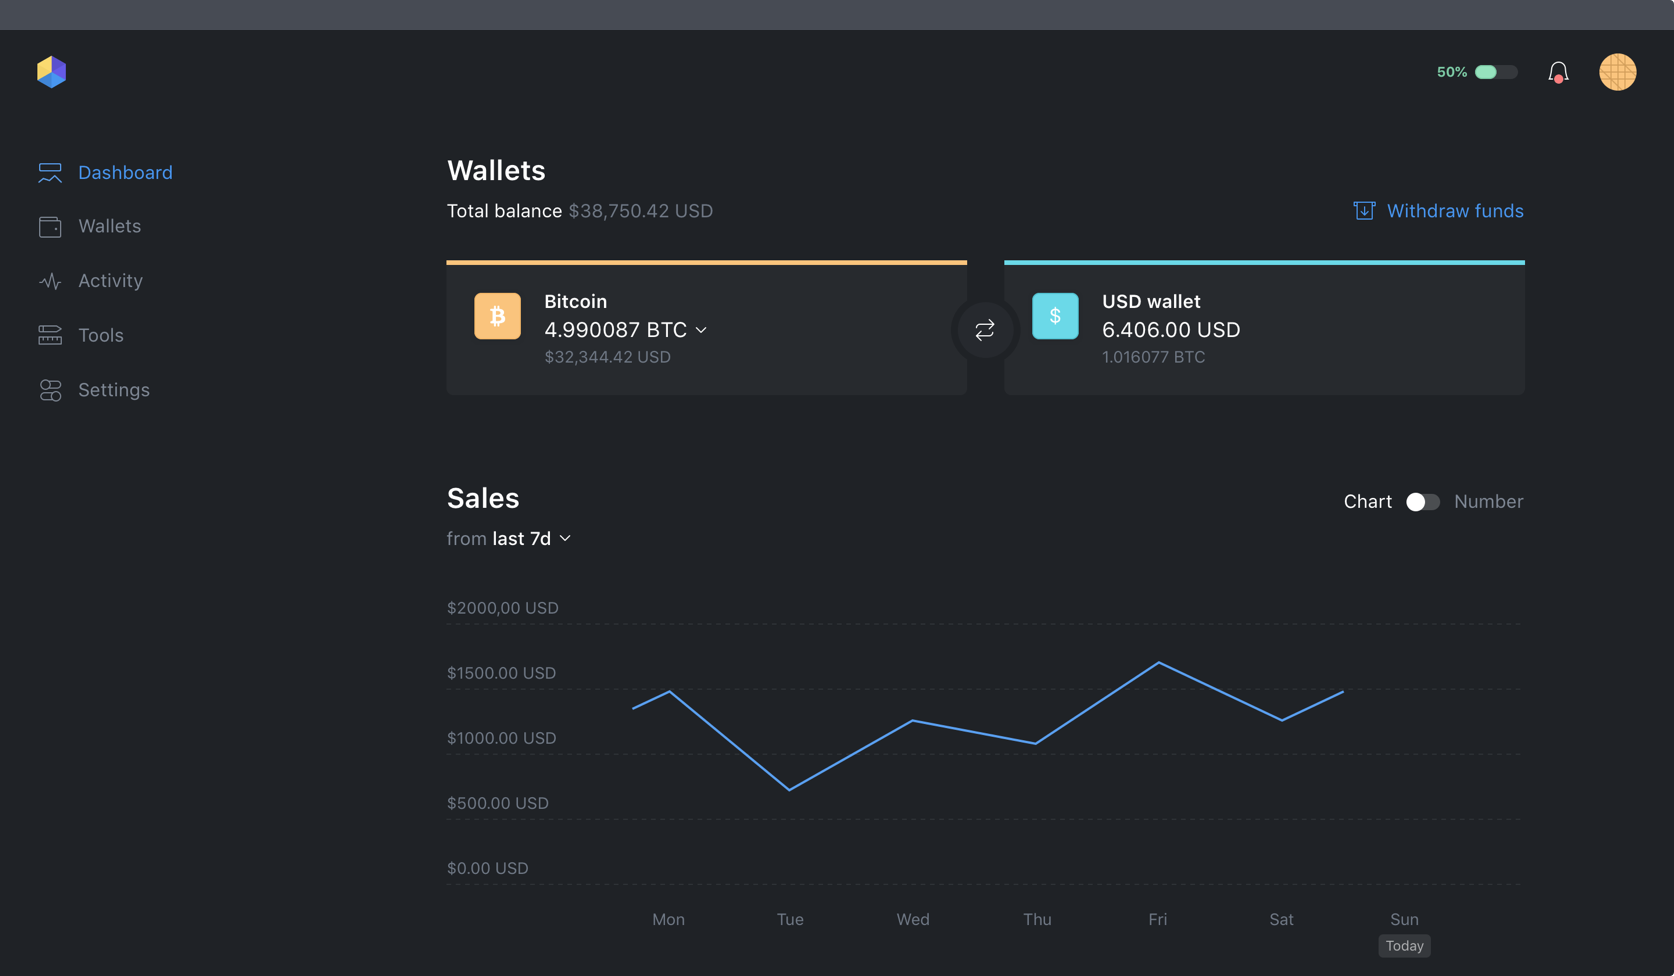 50%
Dashboard
Wallets
Activity
Tools
Settings
Wallets
Total balance $38,750.42 USD
Withdraw funds
Bitcoin
4.990087 BTC
$32,344.42 USD
$
USD wallet
6.406.00 USD
1.016077 BTC
Sales
from last 7d
Chart
Number
$2000,00 USD
$1500.00 USD
$1000.00 USD
$500.00 USD
$0.00 USD
Mon Tue Wed Thu Fri Sat Sun
Today